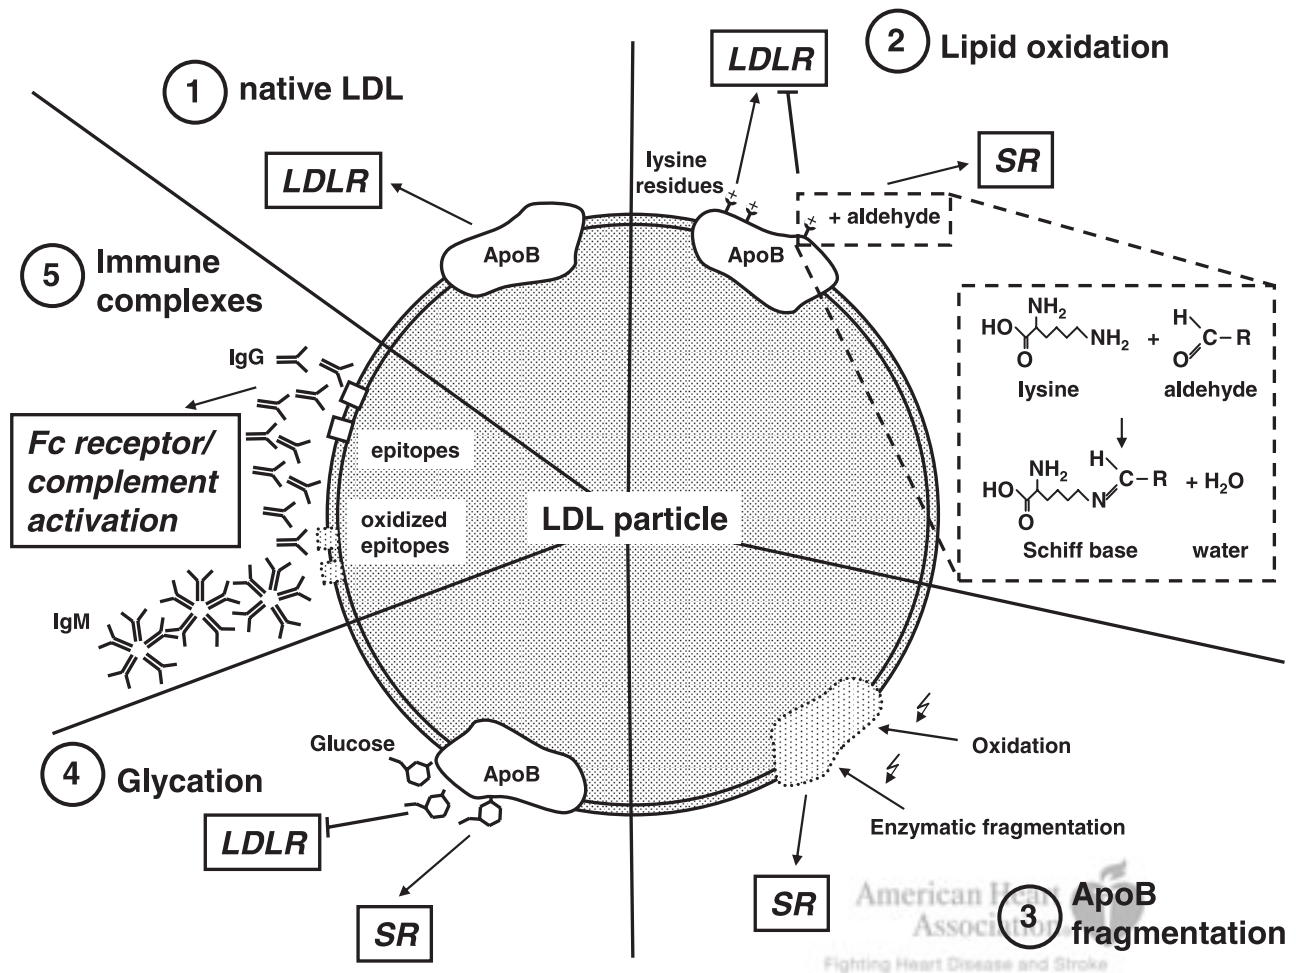 1 native LDL
LDLR
ApoB
2 Lipid oxidation
LDLR
SR
lysine
residues
+ + +
+ aldehyde
ApoB
NH2
HO
NH2
O
+
H
C–R
O
lysine
aldehyde
NH2
HO
O
N
H
C–R
+ H2O
Schiff base
water
5 Immune
complexes
IgG
Fc receptor/
complement
activation
epitopes
oxidized
epitopes
IgM
LDL particle
4 Glycation
Glucose
ApoB
LDLR
SR
Oxidation
Enzymatic fragmentation
SR
3 ApoB
fragmentation
American Heart
Association
Fighting Heart Disease and Stroke